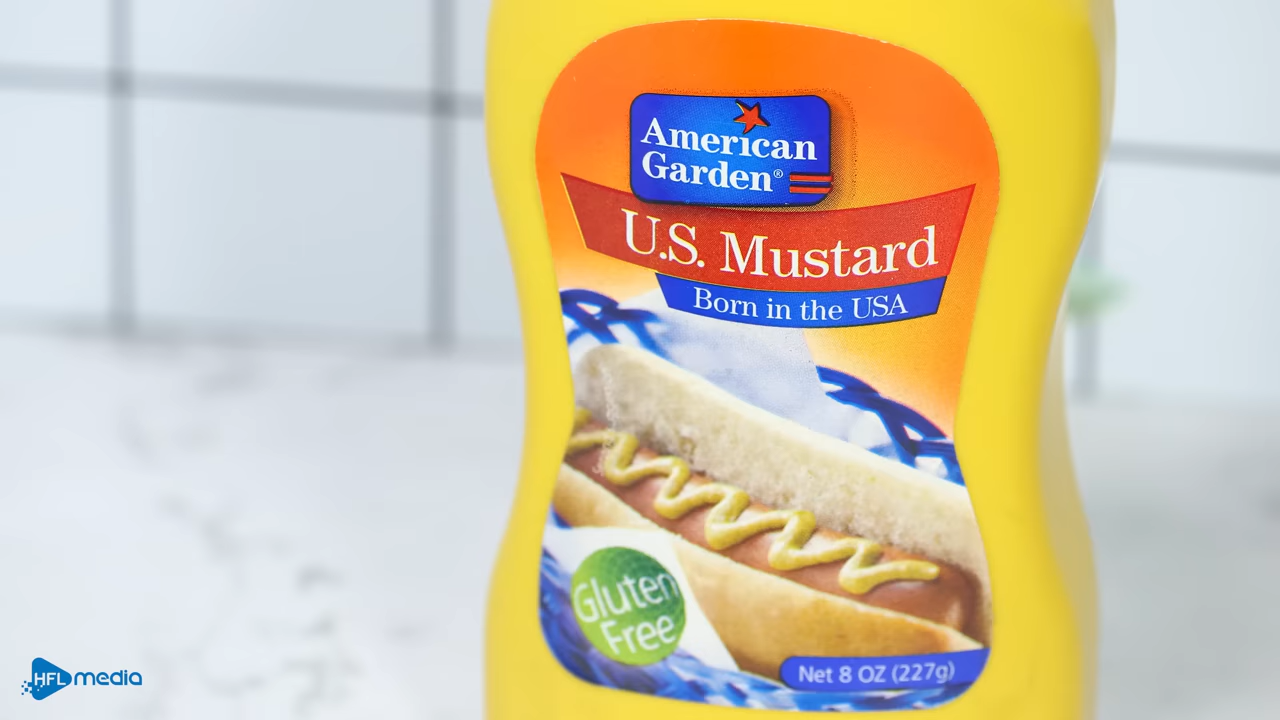 American
Garden®
U.S. Mustard
Born in the USA
Gluten
Free
Net 8 OZ (227g)
HFL media